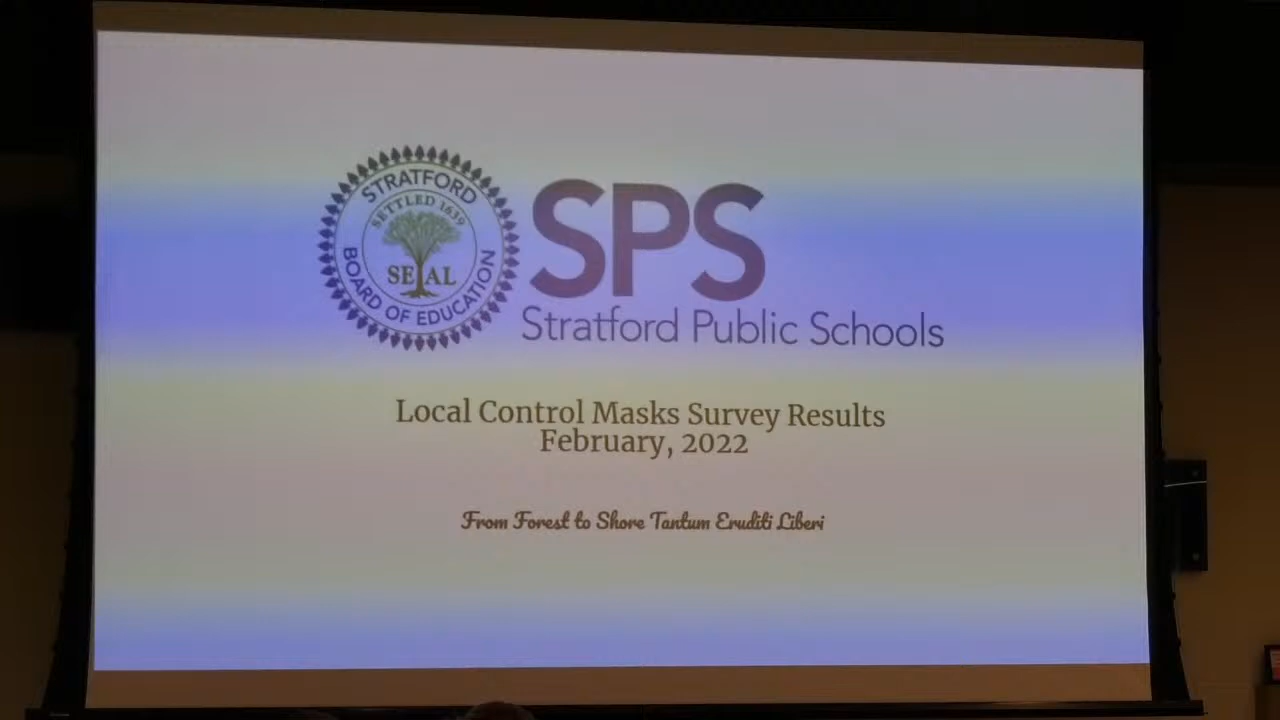 STRATFORD
SETTLED 1639
SEAL
BOARD OF EDUCATION
SPS
Stratford Public Schools
Local Control Masks Survey Results
February, 2022
From Forest to Shore Tantum Eruditi Liberi